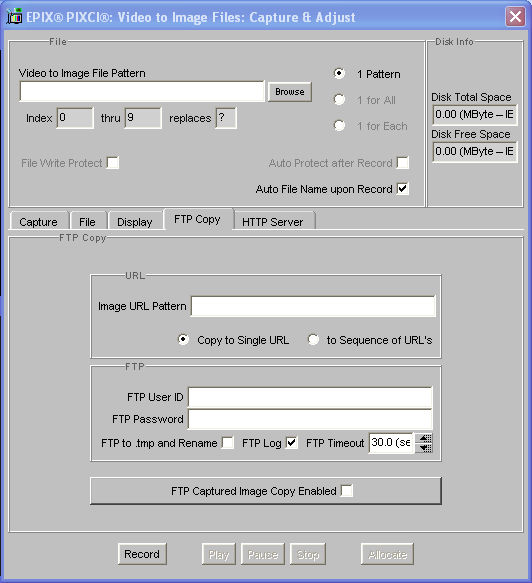 EPIX® PIXCI®: Video to Image Files: Capture & Adjust
File
Disk Info
Video to Image File Pattern
Browse
1 Pattern
1 for All
1 for Each
Index 0 thru 9 replaces ?
Disk Total Space
0.00 (MByte -- IE
Disk Free Space
0.00 (MByte -- IE
File Write Protect
Auto Protect after Record
Auto File Name upon Record
Capture File Display FTP Copy HTTP Server
FTP Copy
URL
Image URL Pattern
Copy to Single URL to Sequence of URL's
FTP
FTP User ID
FTP Password
FTP to .tmp and Rename FTP Log FTP Timeout 30.0 (se
FTP Captured Image Copy Enabled
Record Play Pause Stop Allocate